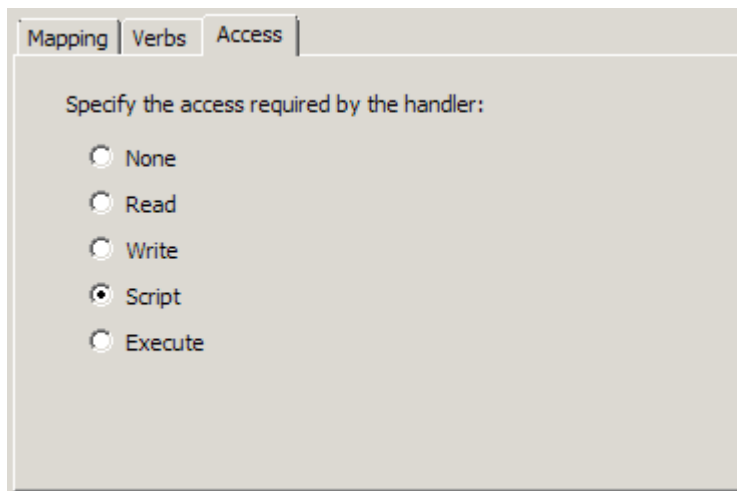 Mapping Verbs Access
Specify the access required by the handler:
None
Read
Write
Script
Execute